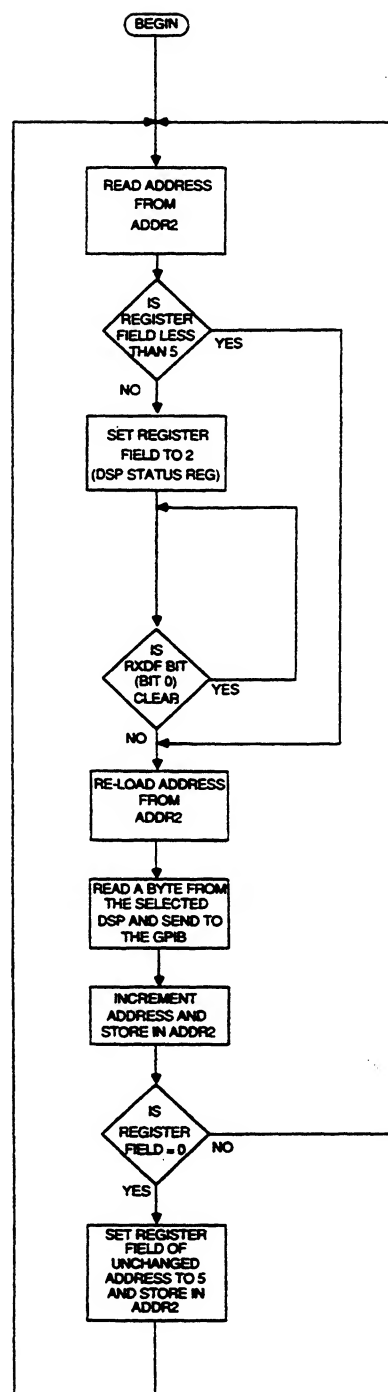 BEGIN
READ ADDRESS
FROM
ADDR2
IS
REGISTER
FIELD LESS
THAN 5
YES
NO
SET REGISTER
FIELD TO 2
(DSP STATUS REG)
IS
RXDF BIT
(BIT 0)
CLEAR
YES
NO
RE-LOAD ADDRESS
FROM
ADDR2
READ A BYTE FROM
THE SELECTED
DSP AND SEND TO
THE GPIB
INCREMENT
ADDRESS AND
STORE IN ADDR2
IS
REGISTER
FIELD = 0
NO
YES
SET REGISTER
FIELD OF
UNCHANGED
ADDRESS TO 5
AND STORE IN
ADDR2